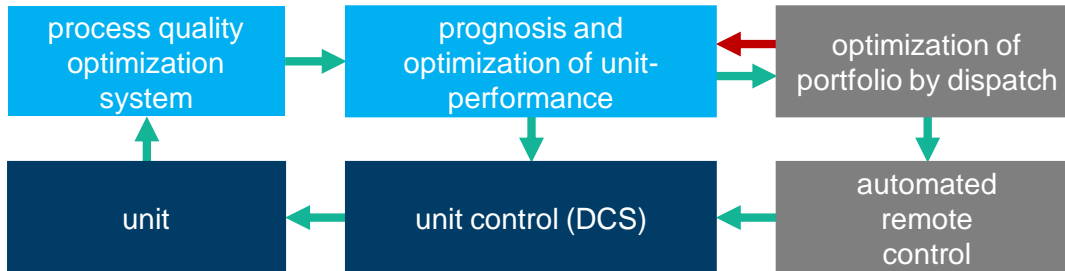 process quality
optimization
system
prognosis and
optimization of unit-
performance
optimization of
portfolio by dispatch
unit
unit control (DCS)
automated
remote
control